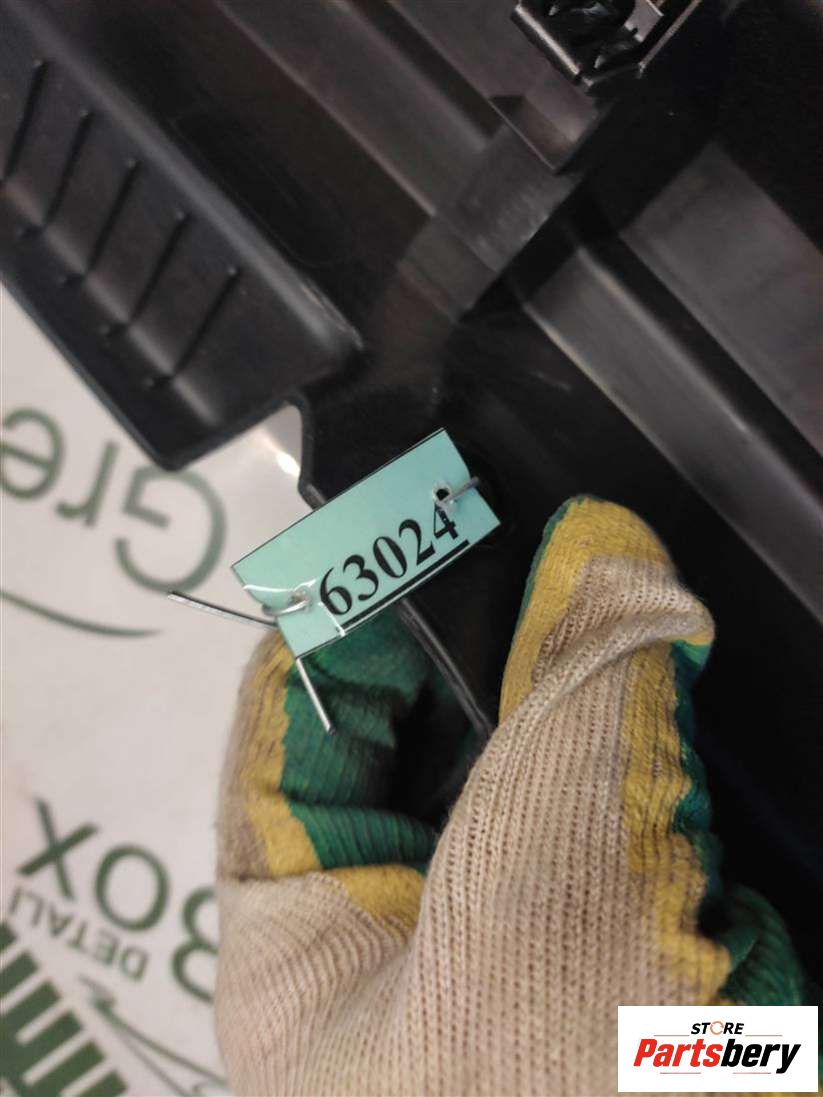 63024
Gre
BOX
DETALI
STORE
Partsbery